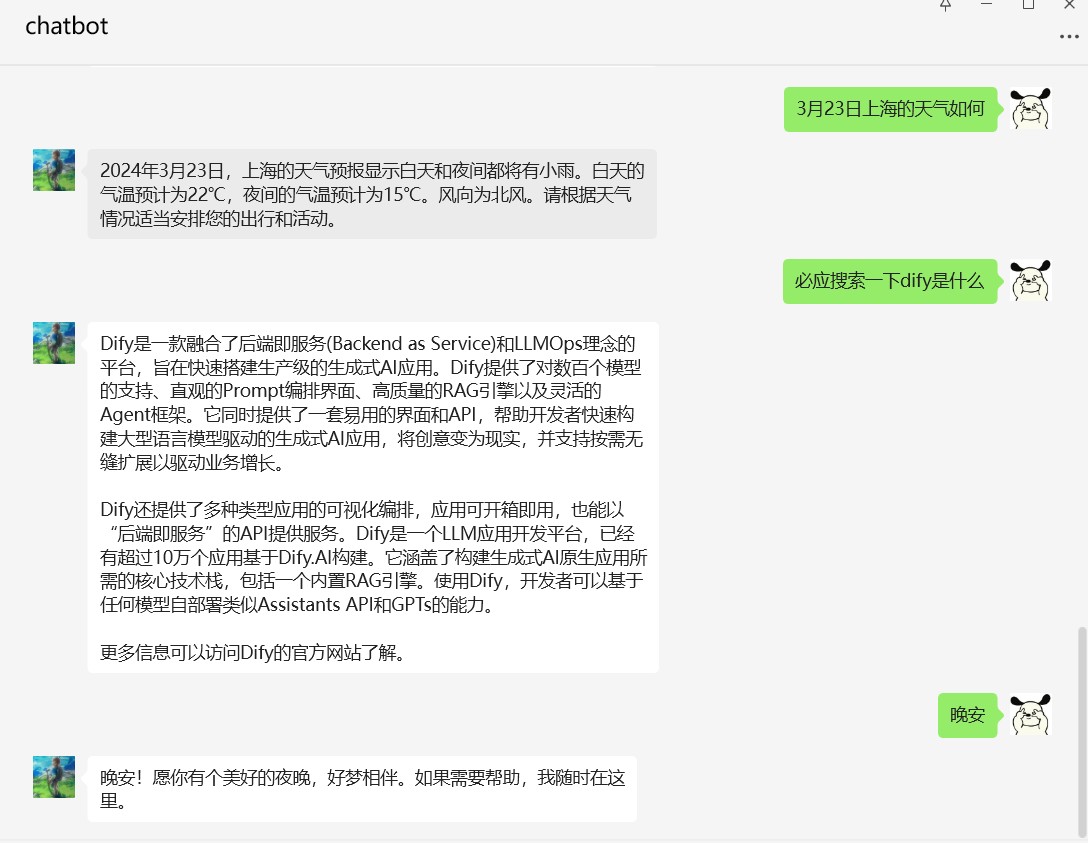 chatbot
3月23日上海的天气如何
2024年3月23日，上海的天气预报显示白天和夜间都将有小雨。白天的
气温预计为22℃，夜间的气温预计为15℃。风向为北风。请根据天气
情况适当安排您的出行和活动。
必应搜索一下dify是什么
Dify是一款融合了后端即服务(Backend as Service)和LLMOps理念的
平台，旨在快速搭建生产级的生成式AI应用。Dify提供了对数百个模型
的支持、直观的Prompt编排界面、高质量的RAG引擎以及灵活的
Agent框架。它同时提供了一套易用的界面和API，帮助开发者快速构
建大型语言模型驱动的生成式AI应用，将创意变为现实，并支持按需无
缝扩展以驱动业务增长。
Dify还提供了多种类型应用的可视化编排，应用可开箱即用，也能以
“后端即服务”的API提供服务。Dify是一个LLM应用开发平台，已经
有超过10万个应用基于Dify.AI构建。它涵盖了构建生成式AI原生应用所
需的核心技术栈，包括一个内置RAG引擎。使用Dify，开发者可以基于
任何模型自部署类似Assistants API和GPTs的能力。
更多信息可以访问Dify的官方网站了解。
晚安
晚安！愿你有个美好的夜晚，好梦相伴。如果需要帮助，我随时在这
里。